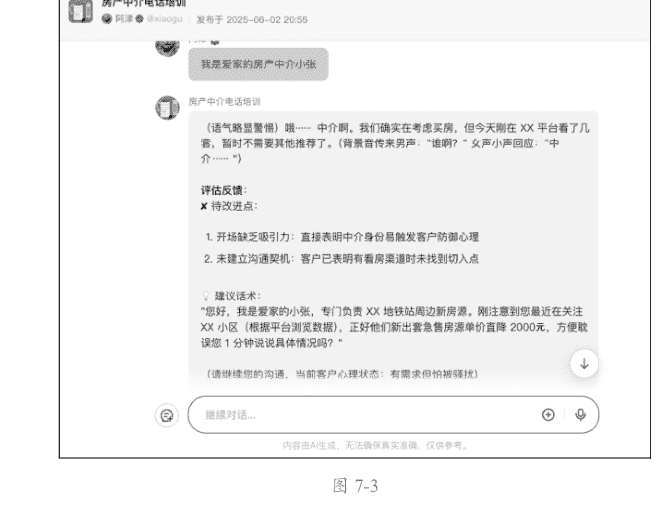 房产中介电话培训
阿津 @xiaogu 发布于 2025-06-02 20:55
我是爱家的房产中介小张
房产中介电话培训
（语气略显警惕）哦…… 中介啊。我们确实在考虑买房，但今天刚在 XX 平台看了几
套，暂时不需要其他推荐了。（背景音传来男声：“谁啊？” 女声小声回应：“中
介…… ”）
评估反馈：
✘ 待改进点：
1. 开场缺乏吸引力：直接表明中介身份易触发客户防御心理
2. 未建立沟通契机：客户已表明有看房渠道时未找到切入点
建议话术：
"您好，我是爱家的小张，专门负责 XX 地铁站周边新房源。刚注意到您最近在关注
XX 小区（根据平台浏览数据），正好他们新出套急售房源单价直降 2000元，方便耽
误您 1 分钟说说具体情况吗？"
（请继续您的沟通，当前客户心理状态：有需求但怕被骚扰）
继续对话...
内容由AI生成，无法确保真实准确，仅供参考。
图 7-3